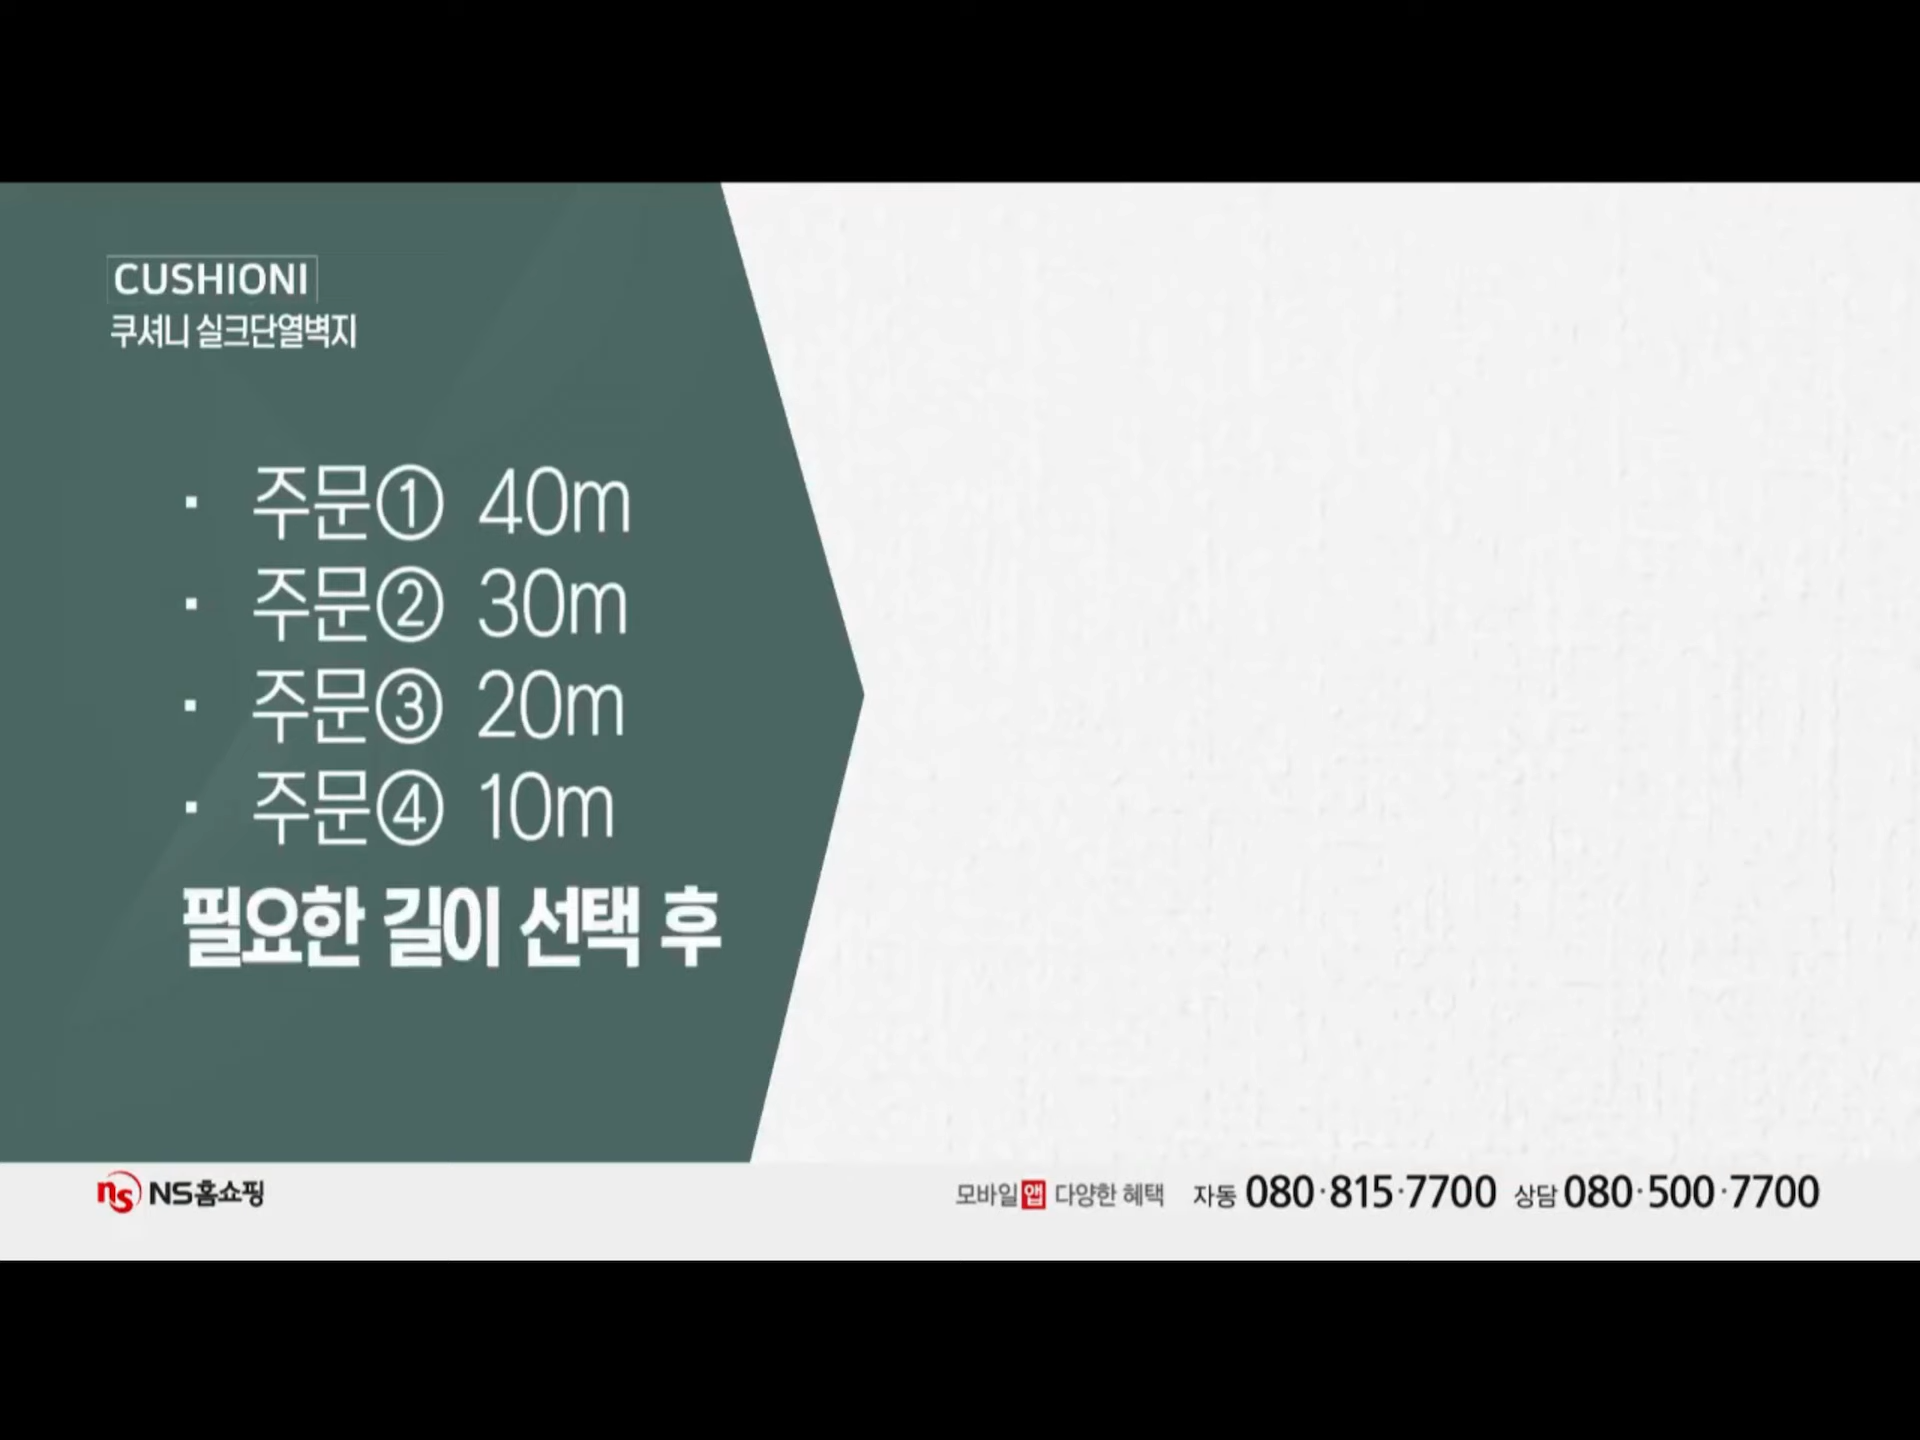 CUSHIONI
쿠셔니 실크단열벽지
· 주문① 40m
· 주문② 30m
· 주문③ 20m
· 주문④ 10m
필요한 길이 선택 후
ns NS홈쇼핑
모바일앱 다양한 혜택 자동 080·815·7700 상담 080·500·7700